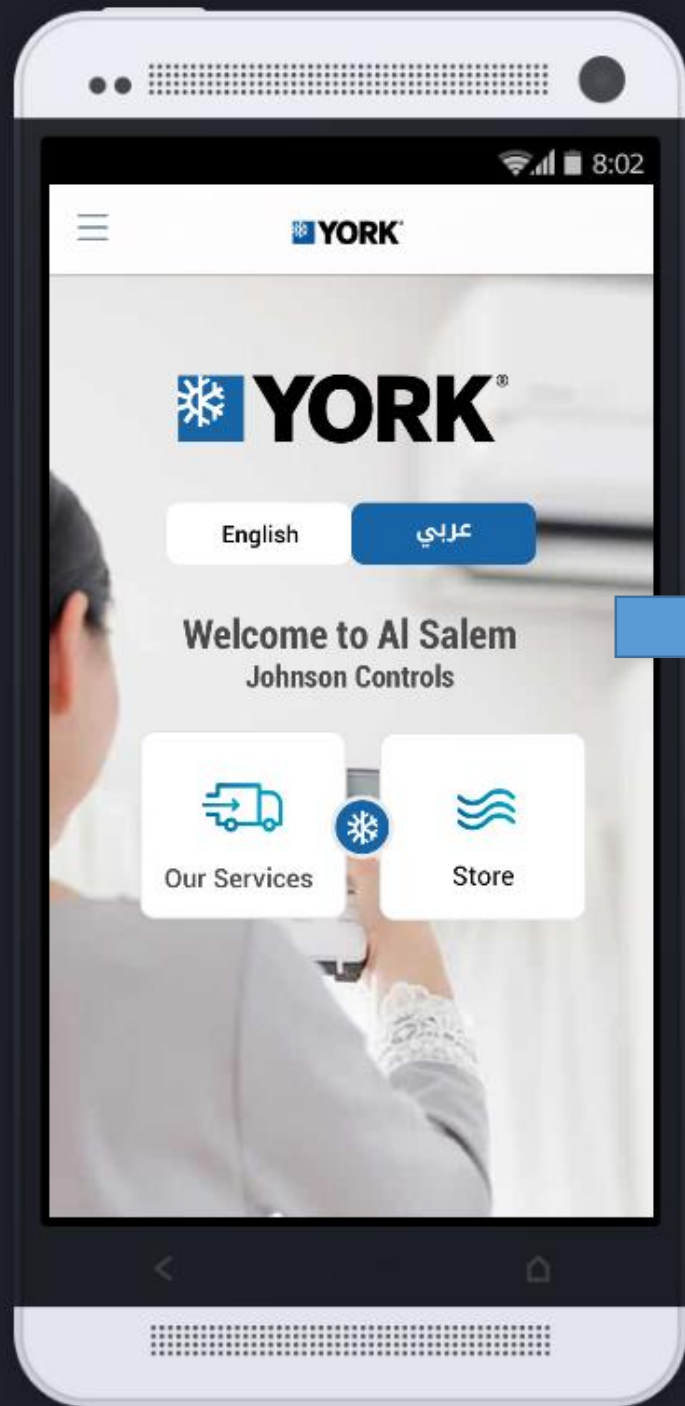 8:02
YORK
YORK®
English
عربي
Welcome to Al Salem
Johnson Controls
Our Services
Store